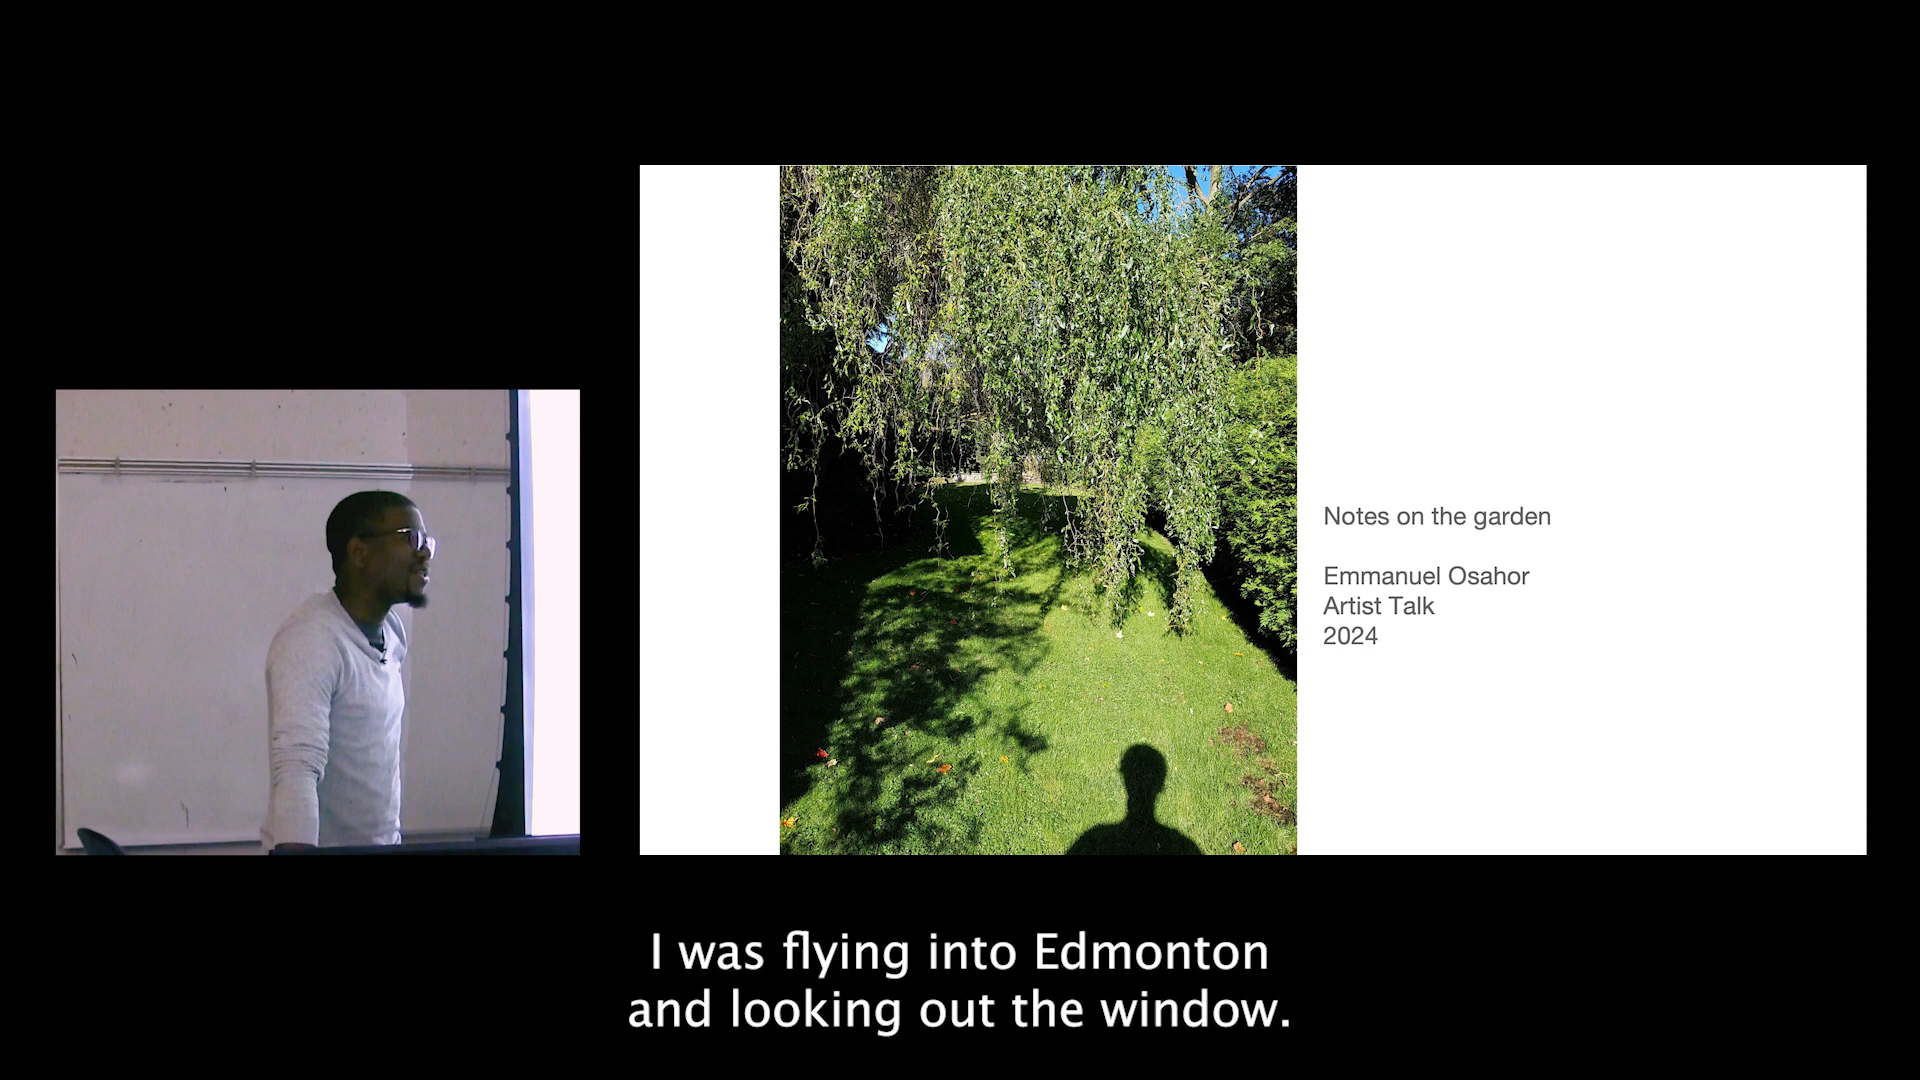 Notes on the garden
Emmanuel Osahor
Artist Talk
2024
I was flying into Edmonton
and looking out the window.